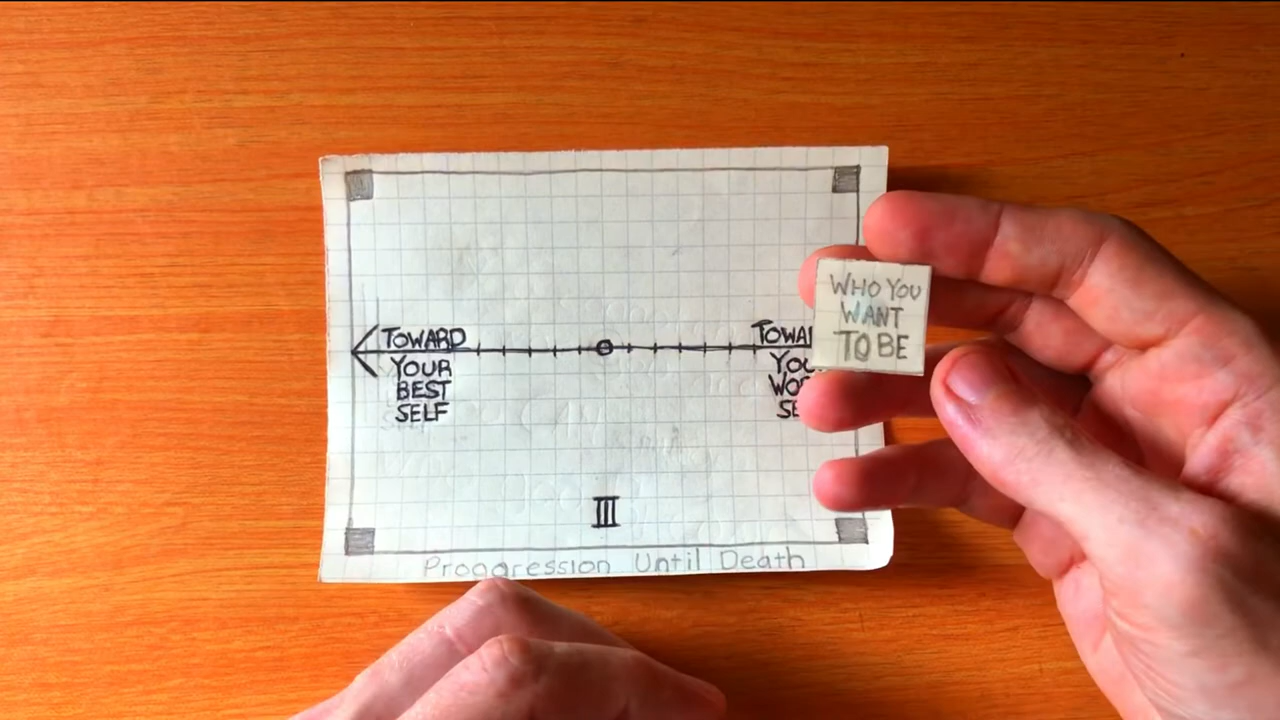 TOWARD
YOUR
BEST
SELF
WHO YOU
WANT
TO BE
III
Progression Until Death